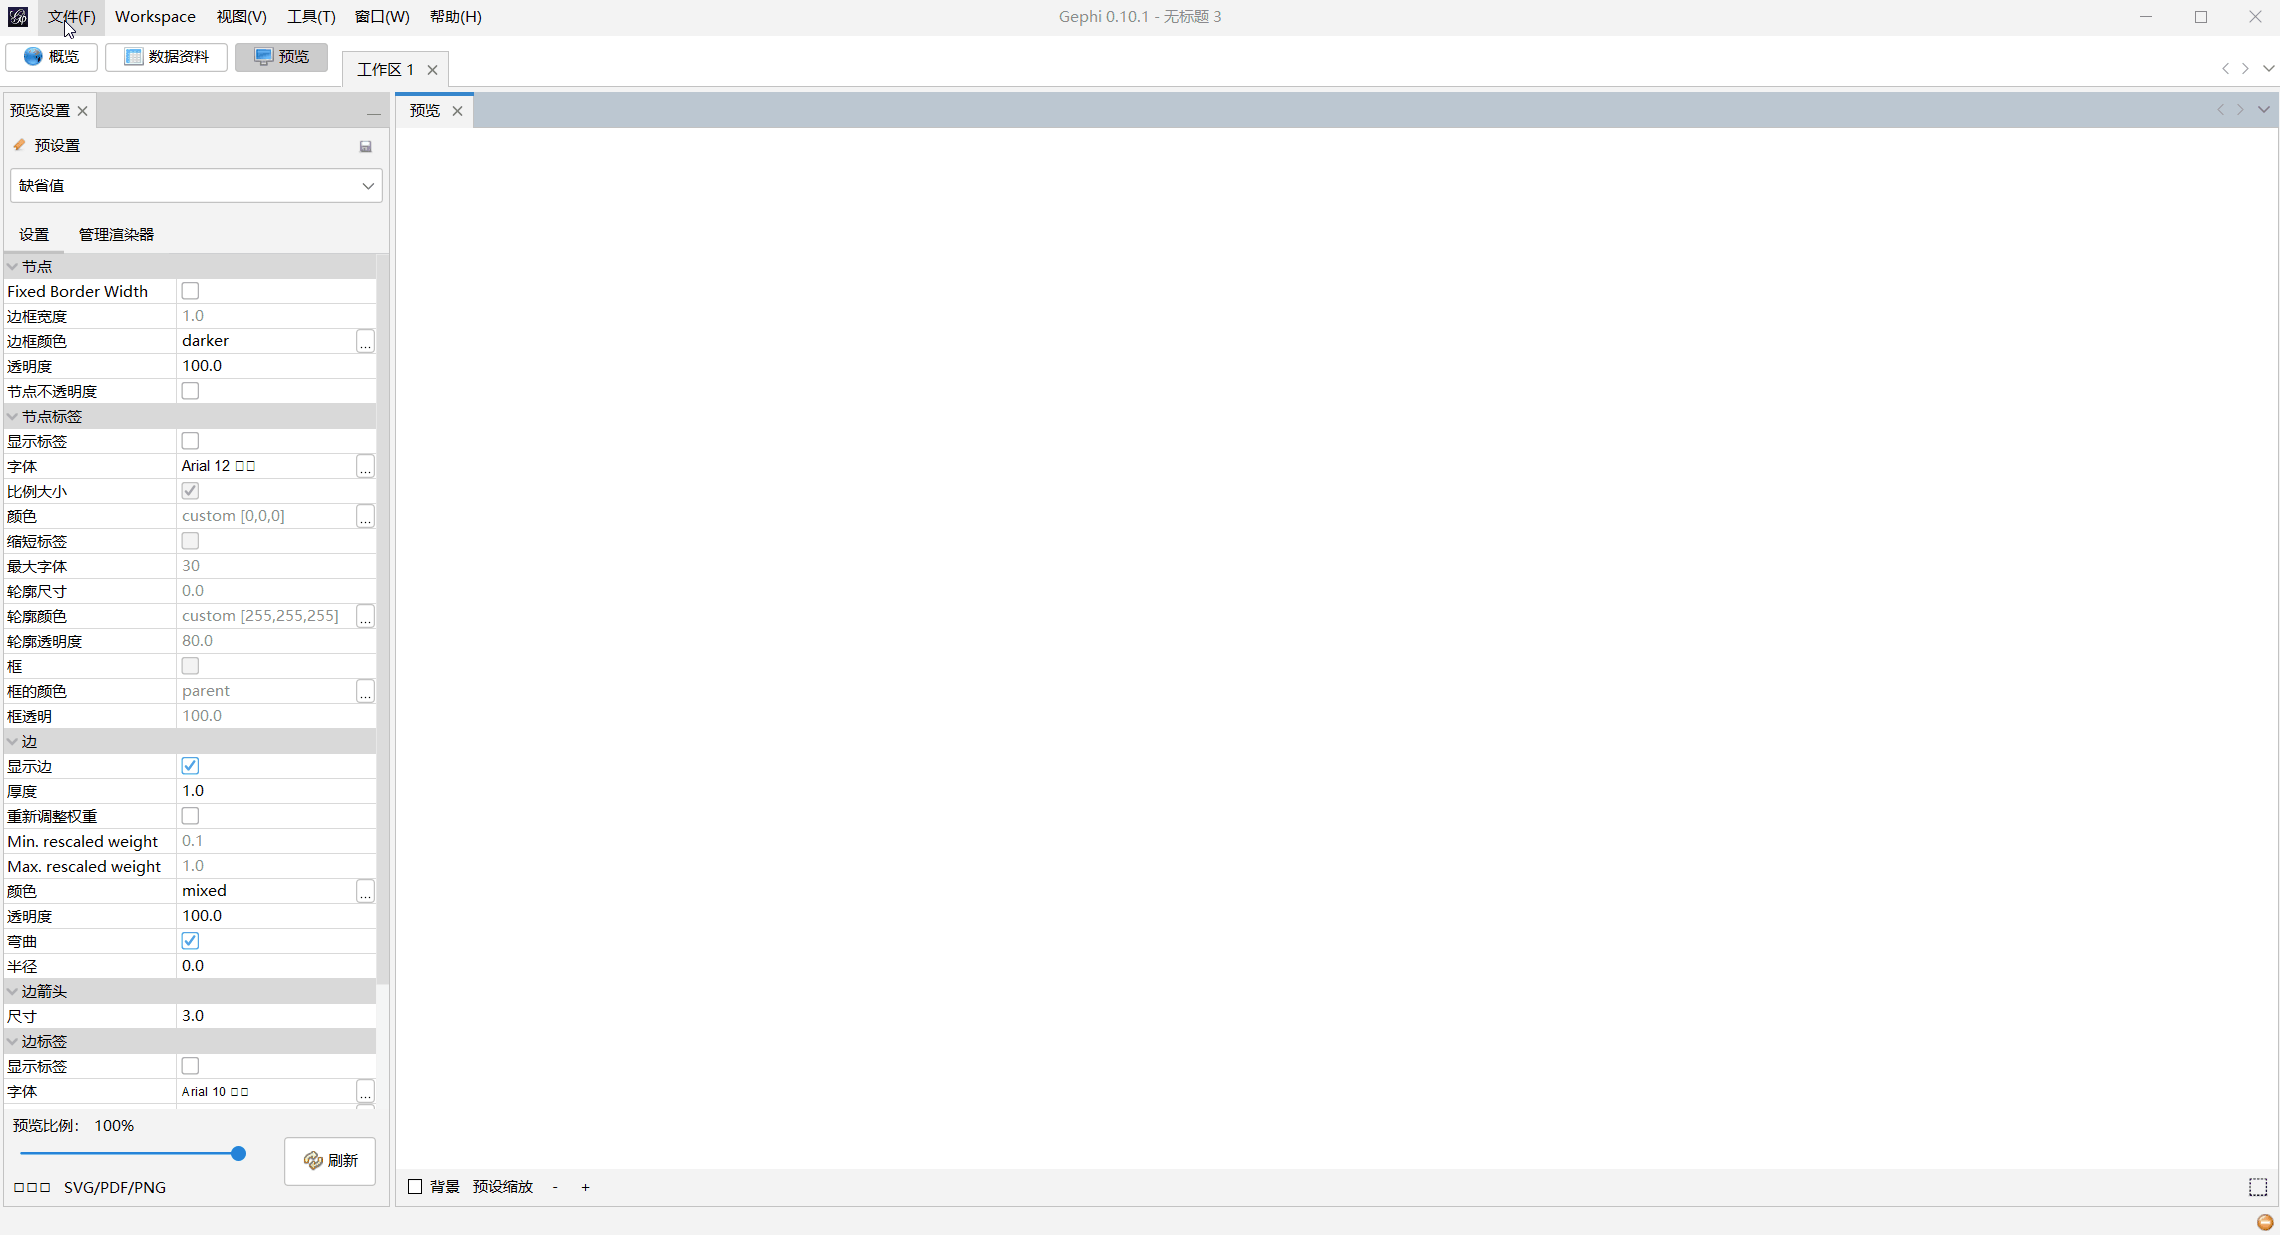 文件(F) Workspace 视图(V) 工具(T) 窗口(W) 帮助(H) Gephi 0.10.1 - 无标题 3
概览 数据资料 预览 工作区 1
预览设置 预览
预设置
缺省值
设置 管理渲染器
节点
Fixed Border Width
边框宽度 1.0
边框颜色 darker ...
透明度 100.0
节点不透明度
节点标签
显示标签
字体 Arial 12 □□ ...
比例大小
颜色 custom [0,0,0] ...
缩短标签
最大字体 30
轮廓尺寸 0.0
轮廓颜色 custom [255,255,255] ...
轮廓透明度 80.0
框
框的颜色 parent ...
框透明 100.0
边
显示边
厚度 1.0
重新调整权重
Min. rescaled weight 0.1
Max. rescaled weight 1.0
颜色 mixed ...
透明度 100.0
弯曲
半径 0.0
边箭头
尺寸 3.0
边标签
显示标签
字体 Arial 10 □□ ...
预览比例: 100%
刷新
□□□ SVG/PDF/PNG
背景 预设缩放 - +